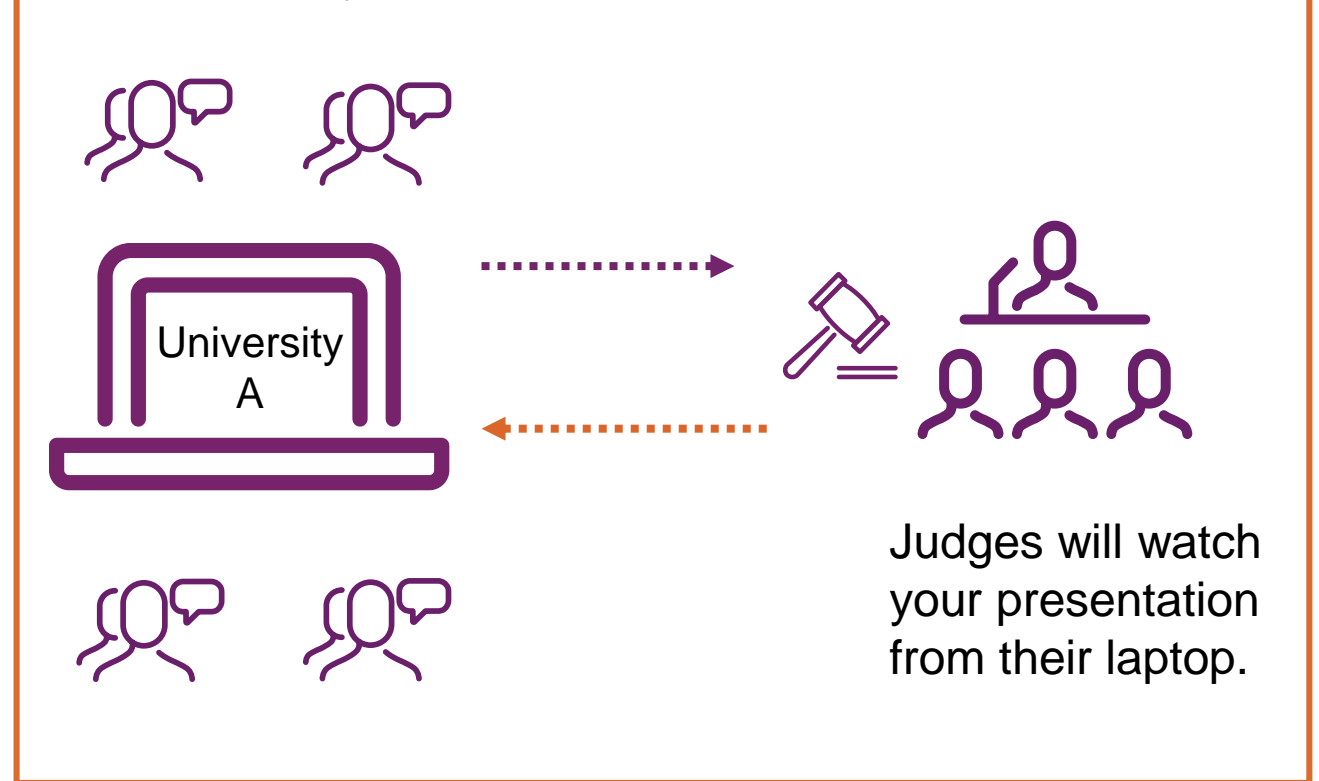 University
A
Judges will watch
your presentation
from their laptop.